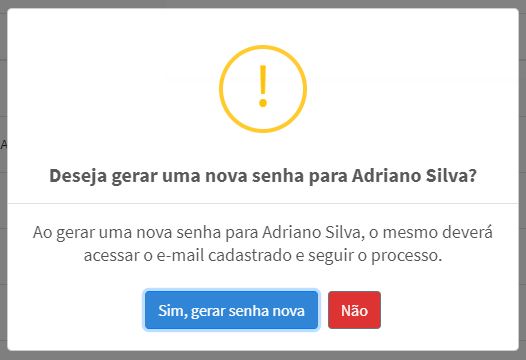 !
Deseja gerar uma nova senha para Adriano Silva?
Ao gerar uma nova senha para Adriano Silva, o mesmo deverá
acessar o e-mail cadastrado e seguir o processo.
Sim, gerar senha nova
Não